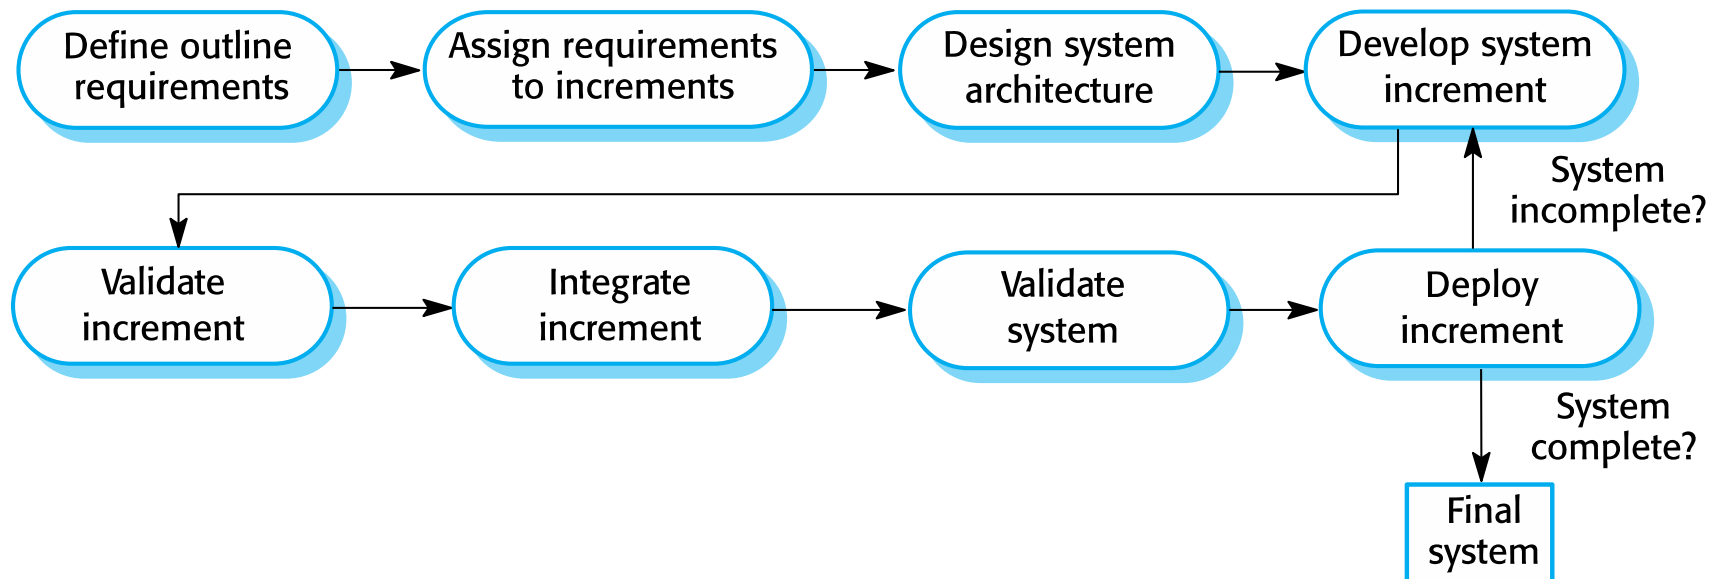 Define outline
requirements
Assign requirements
to increments
Design system
architecture
Develop system
increment
System
incomplete?
Validate
increment
Integrate
increment
Validate
system
Deploy
increment
System
complete?
Final
system